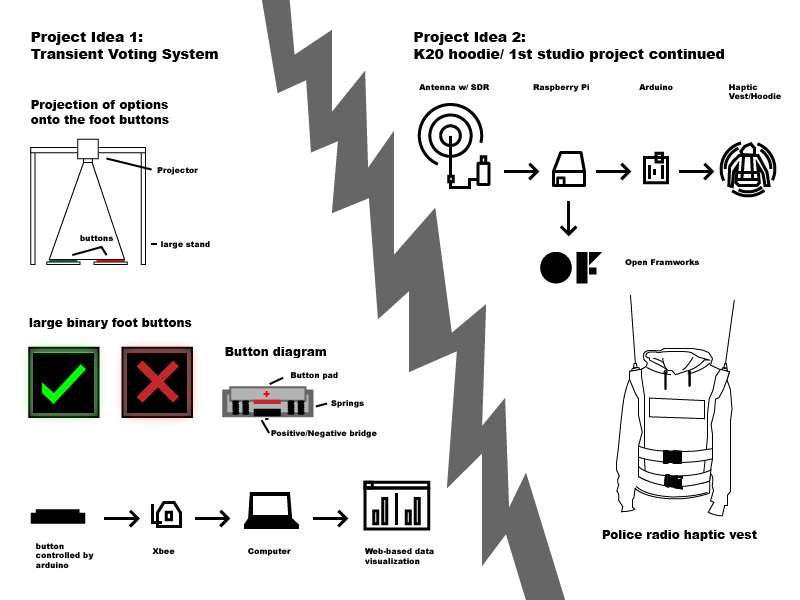 Project Idea 1:
Transient Voting System
Projection of options
onto the foot buttons
Projector
buttons
large stand
large binary foot buttons
Button diagram
Button pad
Springs
Positive/Negative bridge
button
controlled by
arduino
Xbee
Computer
Web-based data
visualization
Project Idea 2:
K20 hoodie/ 1st studio project continued
Antenna w/ SDR
Raspberry Pi
Arduino
Haptic
Vest/Hoodie
OF
Open Framworks
Police radio haptic vest